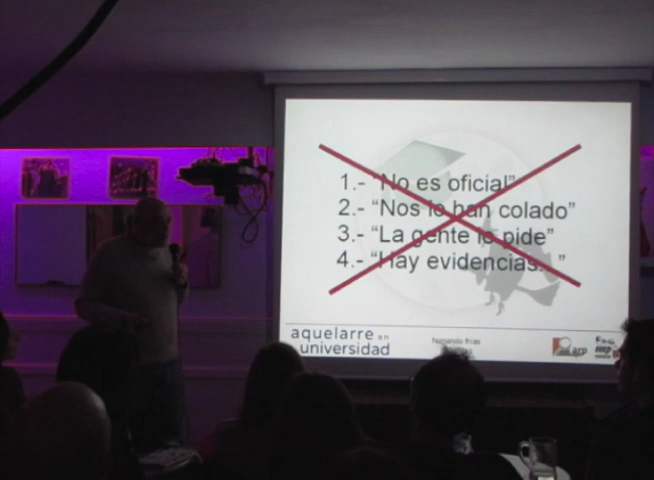 1.- "No es oficial"
2.- "Nos lo han colado"
3.- "La gente lo pide"
4.- "Hay evidencias... "
aquelarre en
universidad
arp